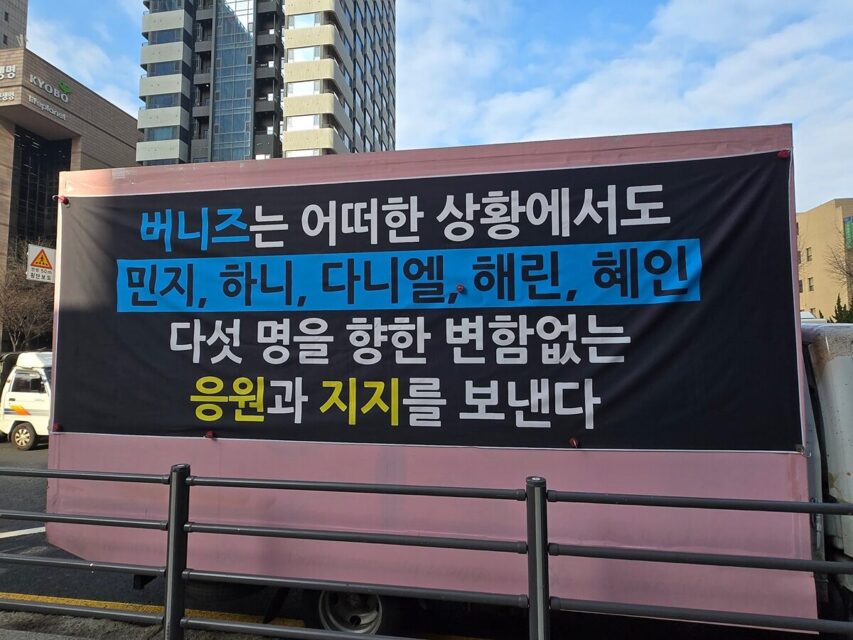 버니즈는 어떠한 상황에서도
민지, 하니, 다니엘, 해린, 혜인
다섯 명을 향한 변함없는
응원과 지지를 보낸다
KYOBO
lifeplanet